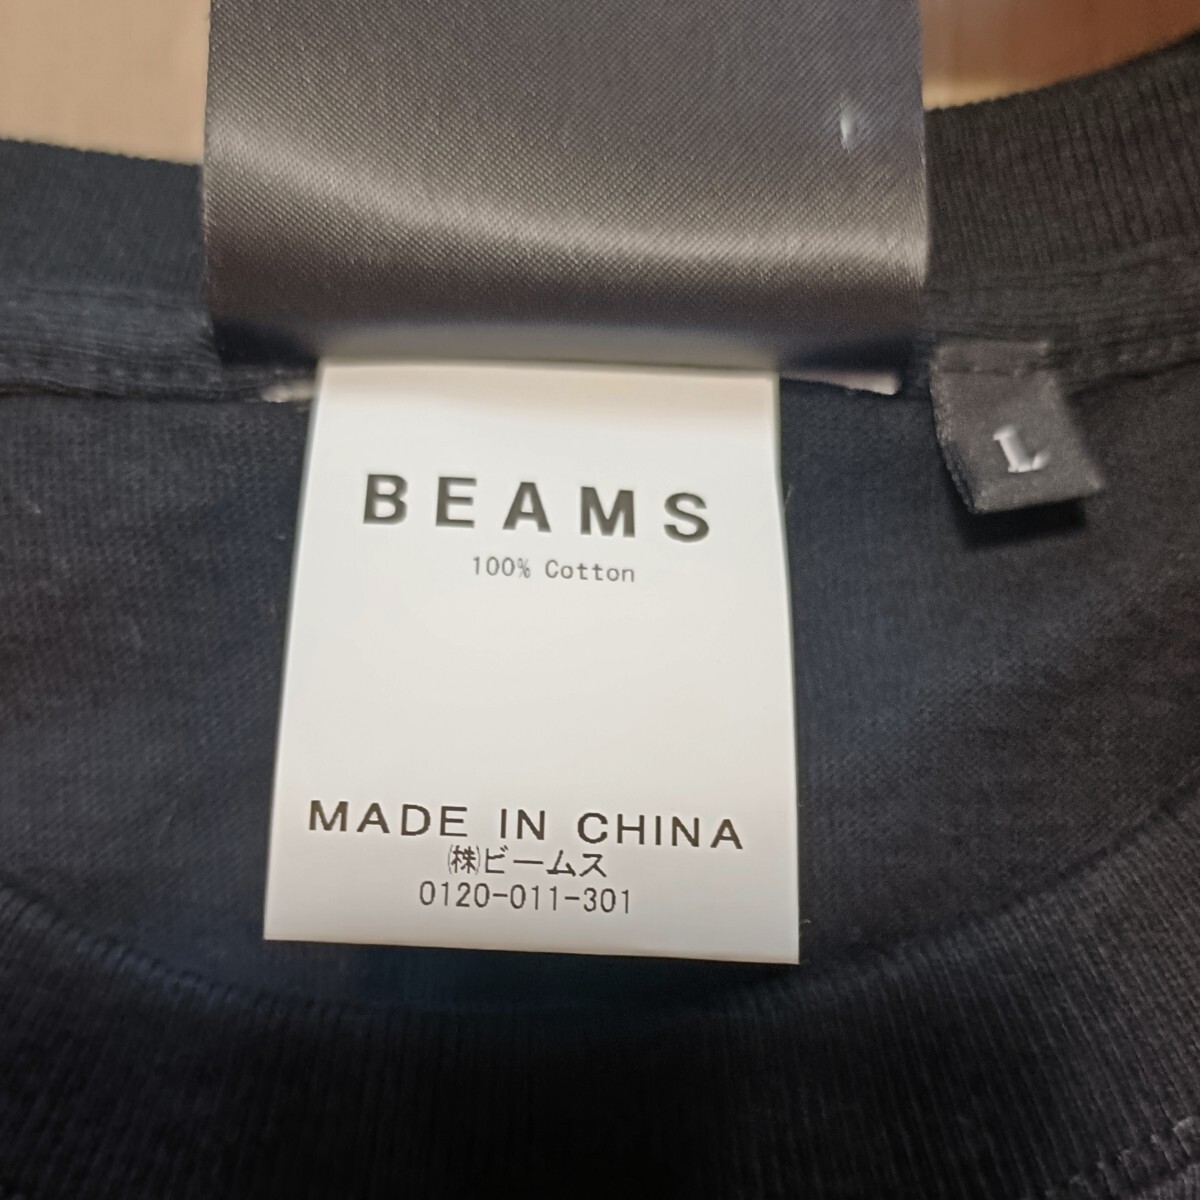 L
BEAMS
100% Cotton
MADE IN CHINA
㈱ビームス
0120-011-301